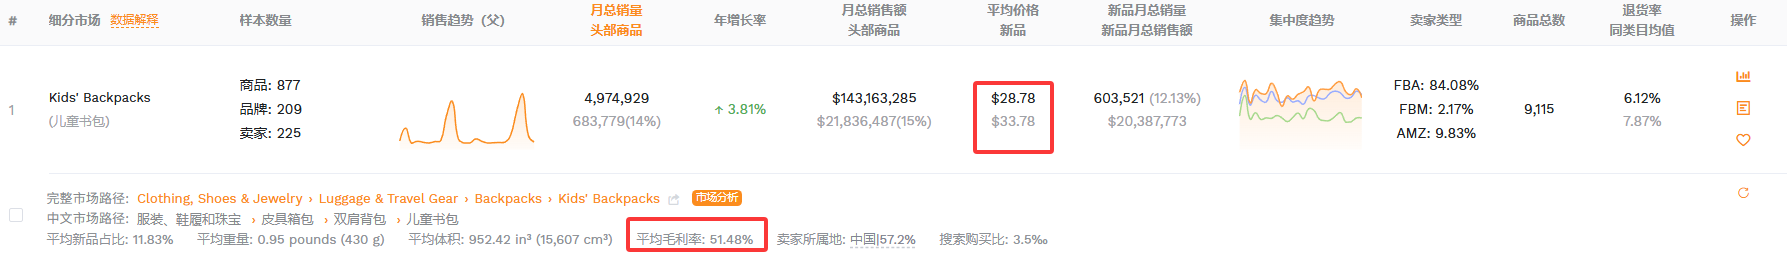 # 细分市场 数据解释 样本数量 销售趋势（父） 月总销量 年增长率 月总销售额 平均价格 新品月总销量 集中度趋势 卖家类型 商品总数 退货率 操作
头部商品 头部商品 新品 新品月总销售额 同类目均值
1 Kids' Backpacks
(儿童书包)
商品: 877
品牌: 209
卖家: 225
4,974,929
683,779(14%)
↑ 3.81%
$143,163,285
$21,836,487(15%)
$28.78
$33.78
603,521 (12.13%)
$20,387,773
FBA: 84.08%
FBM: 2.17%
AMZ: 9.83%
9,115
6.12%
7.87%
完整市场路径: Clothing, Shoes & Jewelry › Luggage & Travel Gear › Backpacks › Kids' Backpacks 市场分析
中文市场路径: 服装、鞋履和珠宝 › 皮具箱包 › 双肩背包 › 儿童书包
平均新品占比: 11.83% 平均重量: 0.95 pounds (430 g) 平均体积: 952.42 in³ (15,607 cm³) 平均毛利率: 51.48% 卖家所属地: 中国|57.2% 搜索购买比: 3.5‰